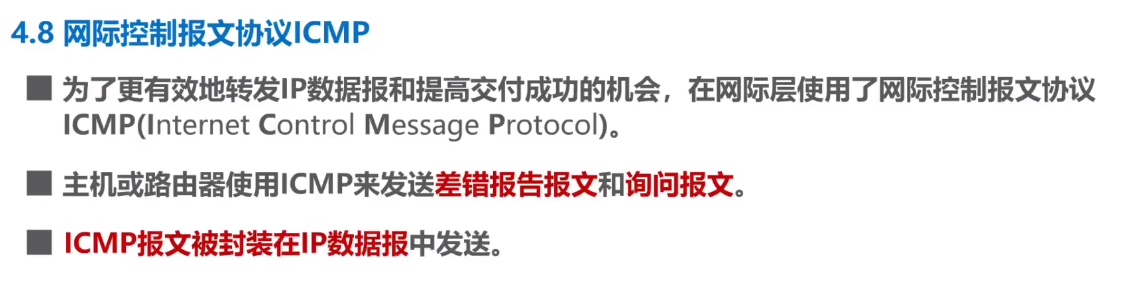 4.8 网际控制报文协议ICMP
为了更有效地转发IP数据报和提高交付成功的机会，在网际层使用了网际控制报文协议
ICMP(Internet Control Message Protocol)。
主机或路由器使用ICMP来发送差错报告报文和询问报文。
ICMP报文被封装在IP数据报中发送。